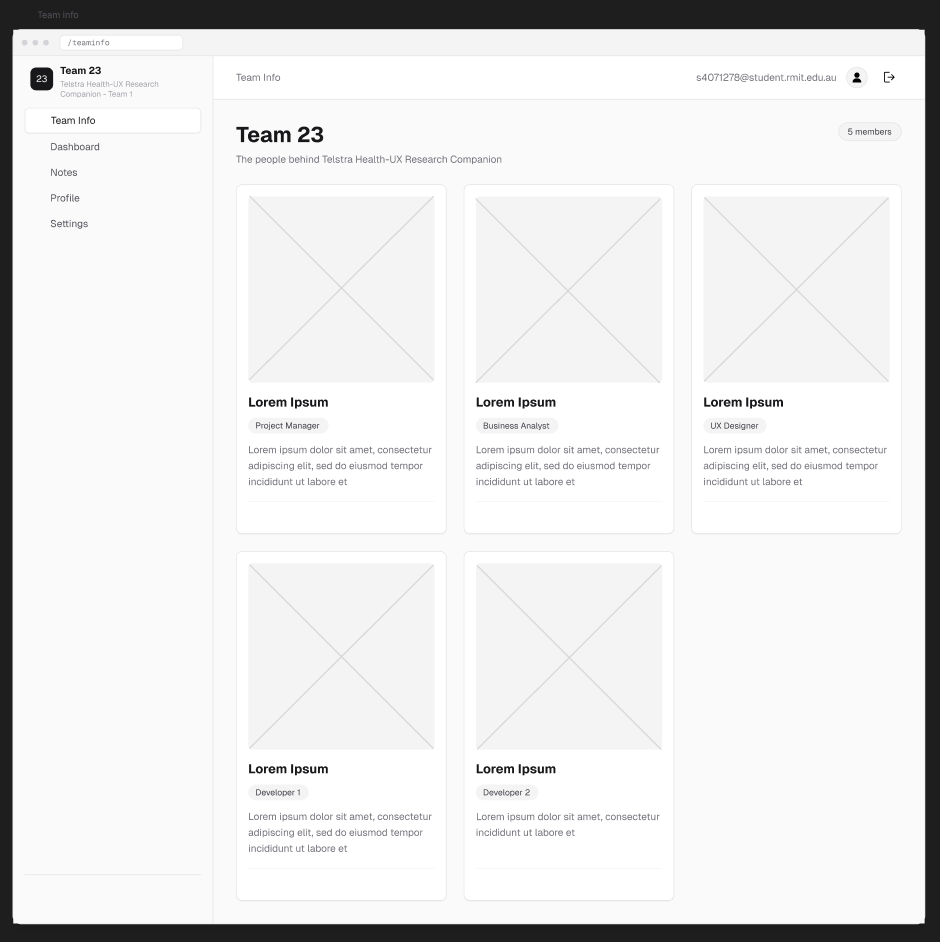 Team info
/teaminfo
23
Team 23
Telstra Health-UX Research
Companion - Team 1
Team Info
Dashboard
Notes
Profile
Settings
Team Info
s4071278@student.rmit.edu.au
Team 23
5 members
The people behind Telstra Health-UX Research Companion
Lorem Ipsum
Project Manager
Lorem ipsum dolor sit amet, consectetur
adipiscing elit, sed do eiusmod tempor
incididunt ut labore et
Lorem Ipsum
Business Analyst
Lorem ipsum dolor sit amet, consectetur
adipiscing elit, sed do eiusmod tempor
incididunt ut labore et
Lorem Ipsum
UX Designer
Lorem ipsum dolor sit amet, consectetur
adipiscing elit, sed do eiusmod tempor
incididunt ut labore et
Lorem Ipsum
Developer 1
Lorem ipsum dolor sit amet, consectetur
adipiscing elit, sed do eiusmod tempor
incididunt ut labore et
Lorem Ipsum
Developer 2
Lorem ipsum dolor sit amet, consectetur
incididunt ut labore et